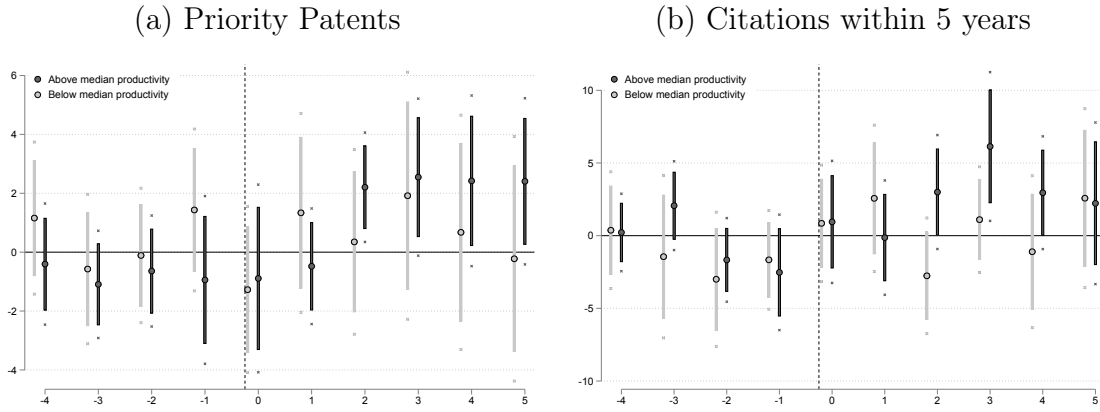 (a) Priority Patents
Above median productivity
Below median productivity
6
4
2
0
-2
-4
-4 -3 -2 -1 0 1 2 3 4 5
(b) Citations within 5 years
Above median productivity
Below median productivity
10
5
0
-5
-10
-4 -3 -2 -1 0 1 2 3 4 5